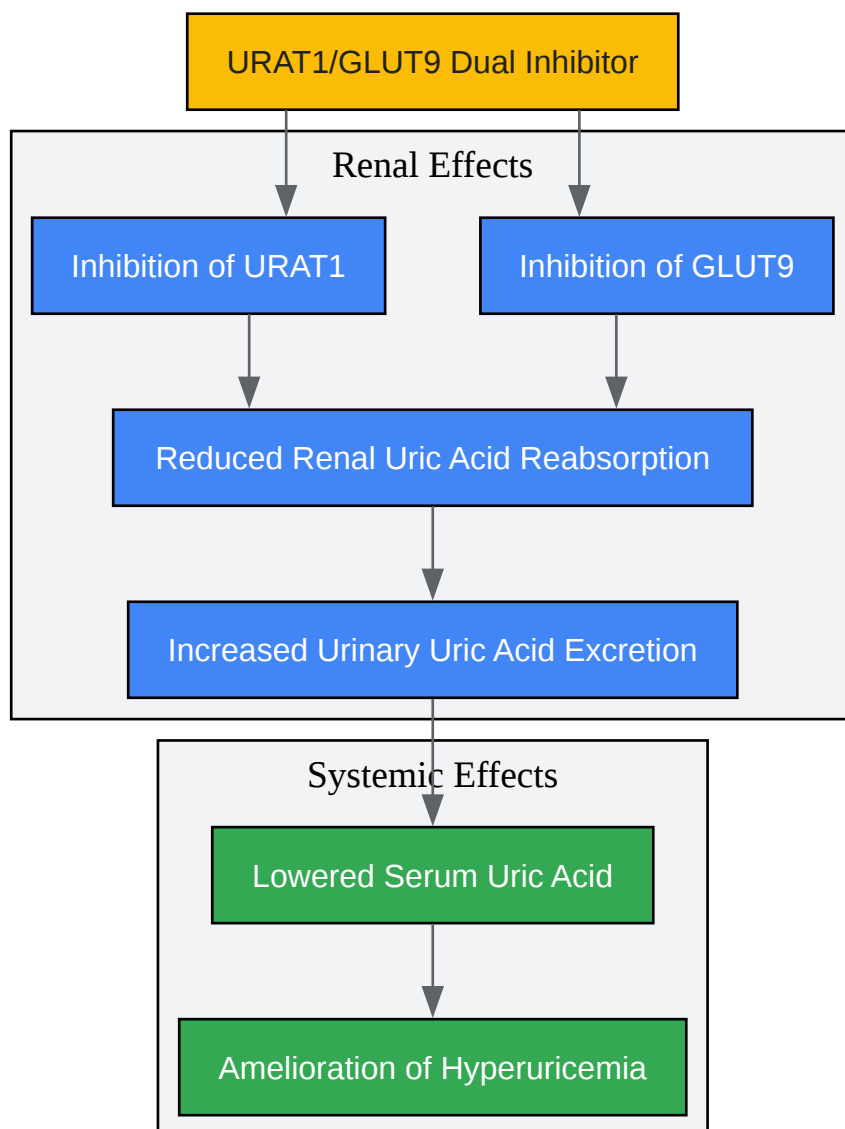 URAT1/GLUT9 Dual Inhibitor
Renal Effects
Inhibition of URAT1
Inhibition of GLUT9
Reduced Renal Uric Acid Reabsorption
Increased Urinary Uric Acid Excretion
Systemic Effects
Lowered Serum Uric Acid
Amelioration of Hyperuricemia